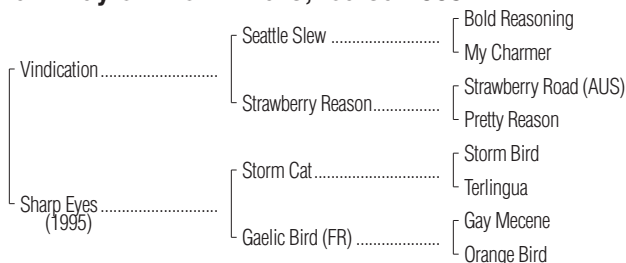 Bold Reasoning
Seattle Slew
My Charmer
Vindication
Strawberry Road (AUS)
Strawberry Reason
Pretty Reason
Storm Bird
Storm Cat
Terlingua
Sharp Eyes
(1995)
Gay Mecene
Gaelic Bird (FR)
Orange Bird